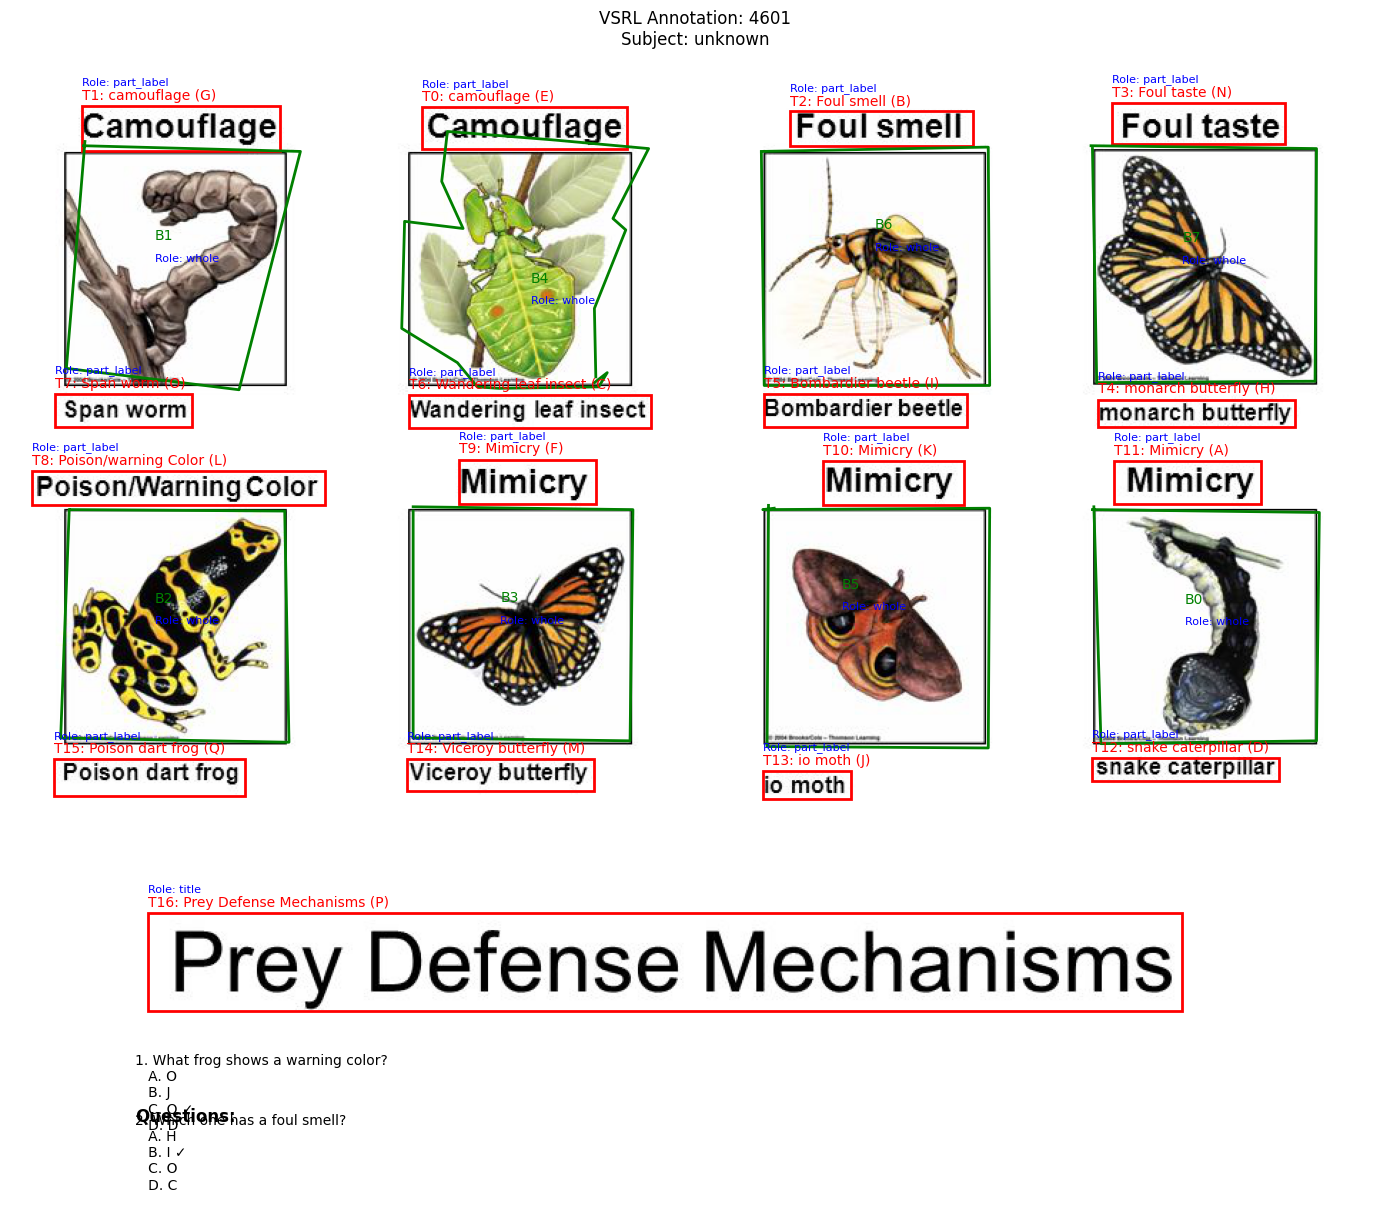 VSRL Annotation: 4601
Subject: unknown
Role: part_label
T1: camouflage (G)
Camouflage
Role: part_label
T0: camouflage (E)
Camouflage
Role: part_label
T2: Foul smell (B)
Foul smell
Role: part_label
T3: Foul taste (N)
Foul taste
B1
Role: whole
B4
Role: whole
B6
Role: whole
B7
Role: whole
Role: part_label
T7: Span worm (O)
Span worm
Role: part_label
T6: Wandering leaf insect (C)
Wandering leaf insect
Role: part_label
T5: Bombardier beetle (I)
Bombardier beetle
Role: part_label
T4: monarch butterfly (H)
monarch butterfly
Role: part_label
T8: Poison/warning Color (L)
Poison/Warning Color
Role: part_label
T9: Mimicry (F)
Mimicry
Role: part_label
T10: Mimicry (K)
Mimicry
Role: part_label
T11: Mimicry (A)
Mimicry
B2
Role: whole
B3
Role: whole
B5
Role: whole
B0
Role: whole
© 2004 Brooks/Cole – Thomson Learning
Role: part_label
T15: Poison dart frog (Q)
Poison dart frog
Role: part_label
T14: Viceroy butterfly (M)
Viceroy butterfly
Role: part_label
T13: io moth (J)
io moth
Role: part_label
T12: snake caterpillar (D)
snake caterpillar
Role: title
T16: Prey Defense Mechanisms (P)
Prey Defense Mechanisms
1. What frog shows a warning color?
A. O
B. J
C. Q ✓
D. D
Questions:
2. Which one has a foul smell?
A. H
B. I ✓
C. O
D. C